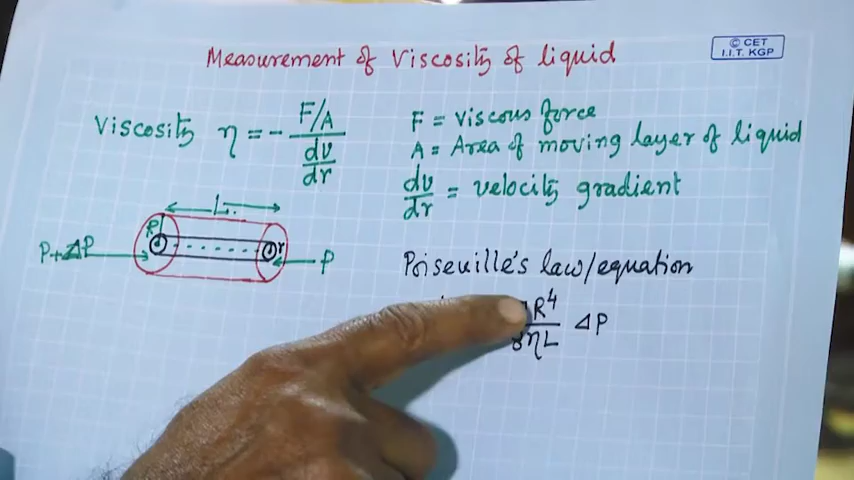 Measurement of Viscosity of liquid
© CET
I.I.T. KGP
Viscosity η = - F/A / dv/dr
F = viscous force
A = Area of moving layer of liquid
dv/dr = velocity gradient
L
R
r
P+ΔP
P
Poiseuille's law/equation
R⁴ / 8ηL ΔP